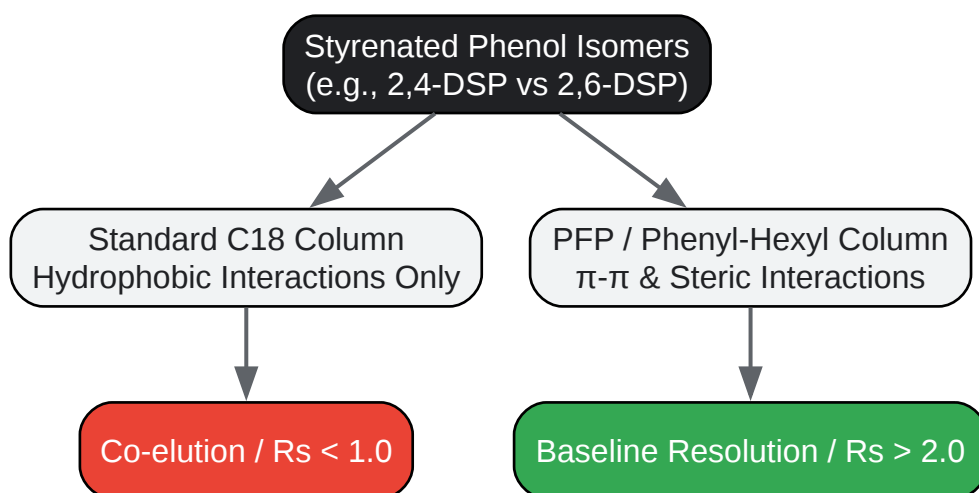 Styrenated Phenol Isomers
(e.g., 2,4-DSP vs 2,6-DSP)
Standard C18 Column
Hydrophobic Interactions Only
PFP / Phenyl-Hexyl Column
π-π & Steric Interactions
Co-elution / Rs < 1.0
Baseline Resolution / Rs > 2.0